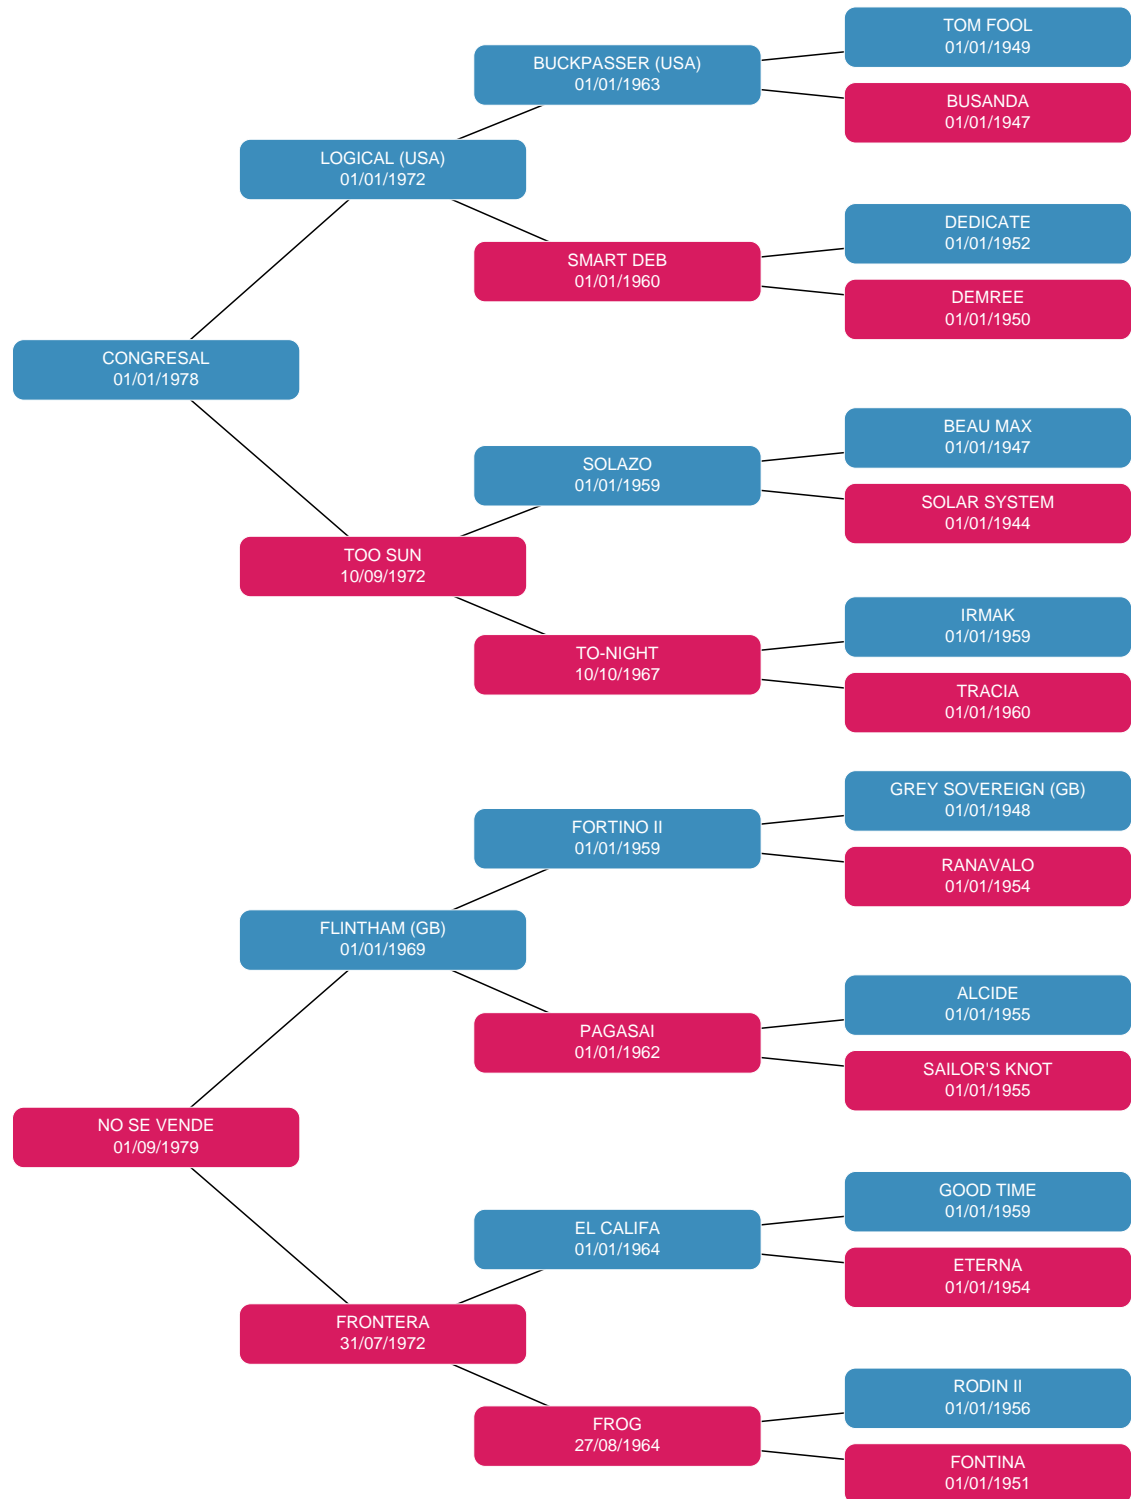 TOM FOOL
01/01/1949
BUCKPASSER (USA)
01/01/1963
BUSANDA
01/01/1947
LOGICAL (USA)
01/01/1972
DEDICATE
01/01/1952
SMART DEB
01/01/1960
DEMREE
01/01/1950
CONGRESAL
01/01/1978
BEAU MAX
01/01/1947
SOLAZO
01/01/1959
SOLAR SYSTEM
01/01/1944
TOO SUN
10/09/1972
IRMAK
01/01/1959
TO-NIGHT
10/10/1967
TRACIA
01/01/1960
GREY SOVEREIGN (GB)
01/01/1948
FORTINO II
01/01/1959
RANAVALO
01/01/1954
FLINTHAM (GB)
01/01/1969
ALCIDE
01/01/1955
PAGASAI
01/01/1962
SAILOR'S KNOT
01/01/1955
NO SE VENDE
01/09/1979
GOOD TIME
01/01/1959
EL CALIFA
01/01/1964
ETERNA
01/01/1954
FRONTERA
31/07/1972
RODIN II
01/01/1956
FROG
27/08/1964
FONTINA
01/01/1951